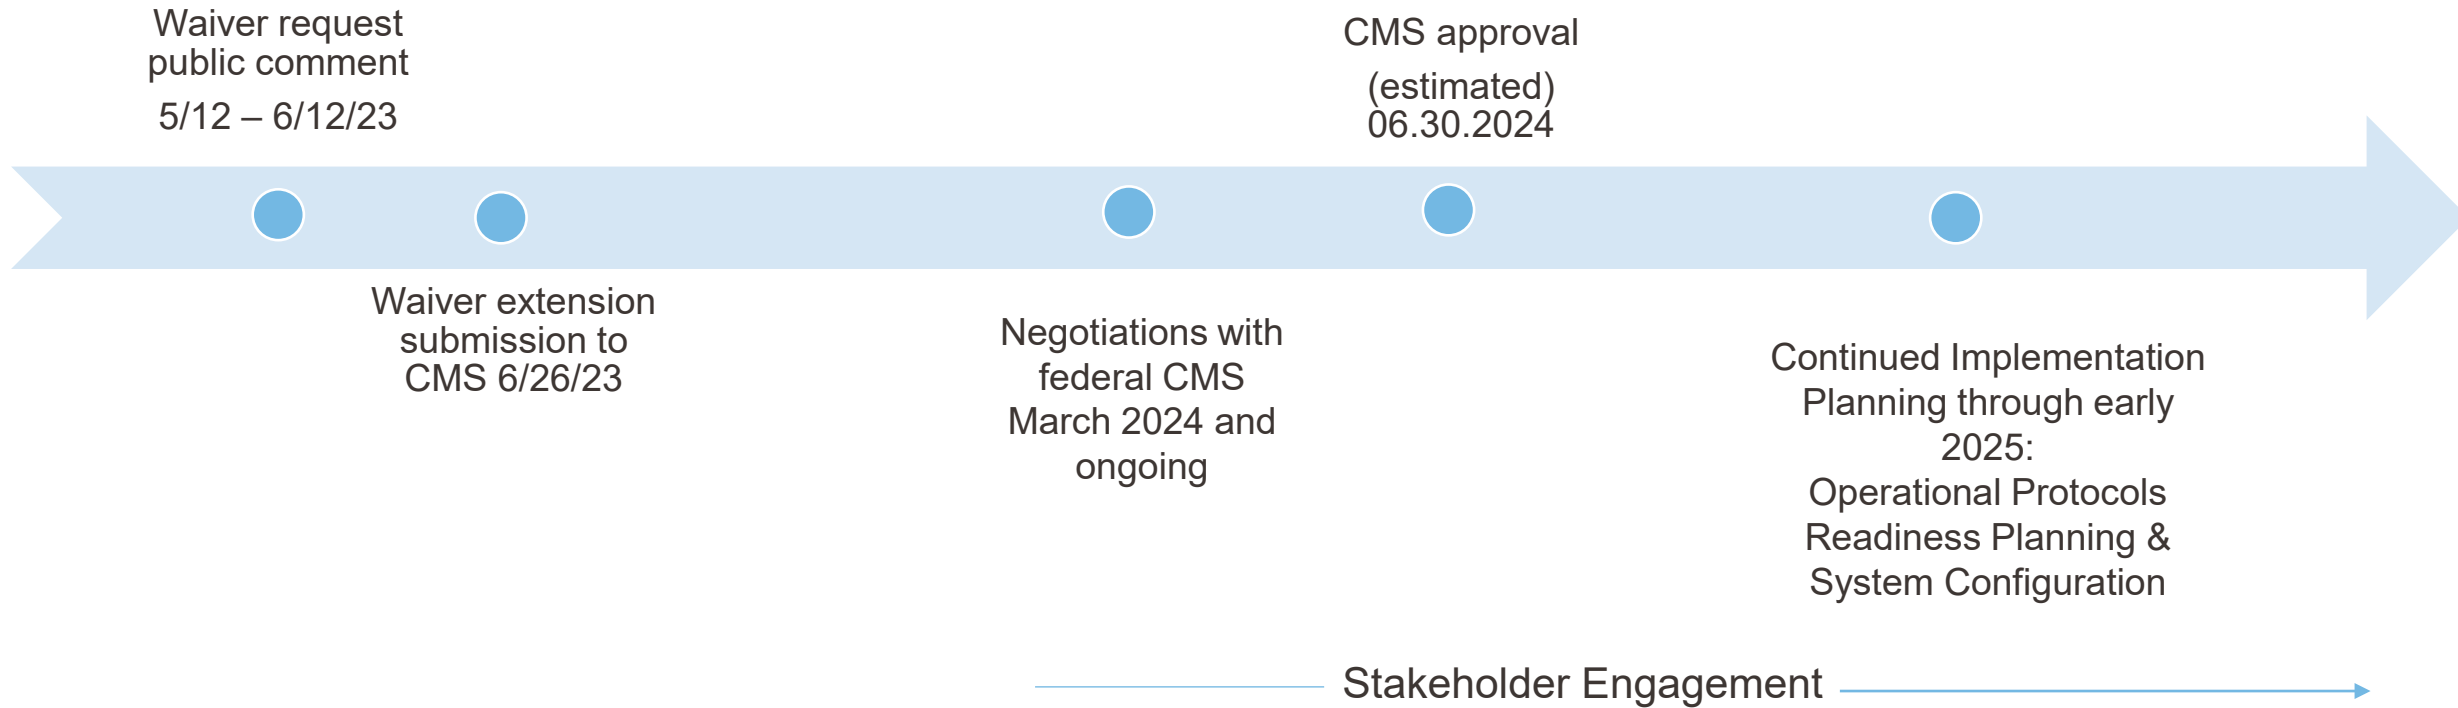 Waiver request
public comment
5/12 – 6/12/23
CMS approval
(estimated)
06.30.2024
Waiver extension
submission to
CMS 6/26/23
Negotiations with
federal CMS
March 2024 and
ongoing
Continued Implementation
Planning through early
2025:
Operational Protocols
Readiness Planning &
System Configuration
Stakeholder Engagement